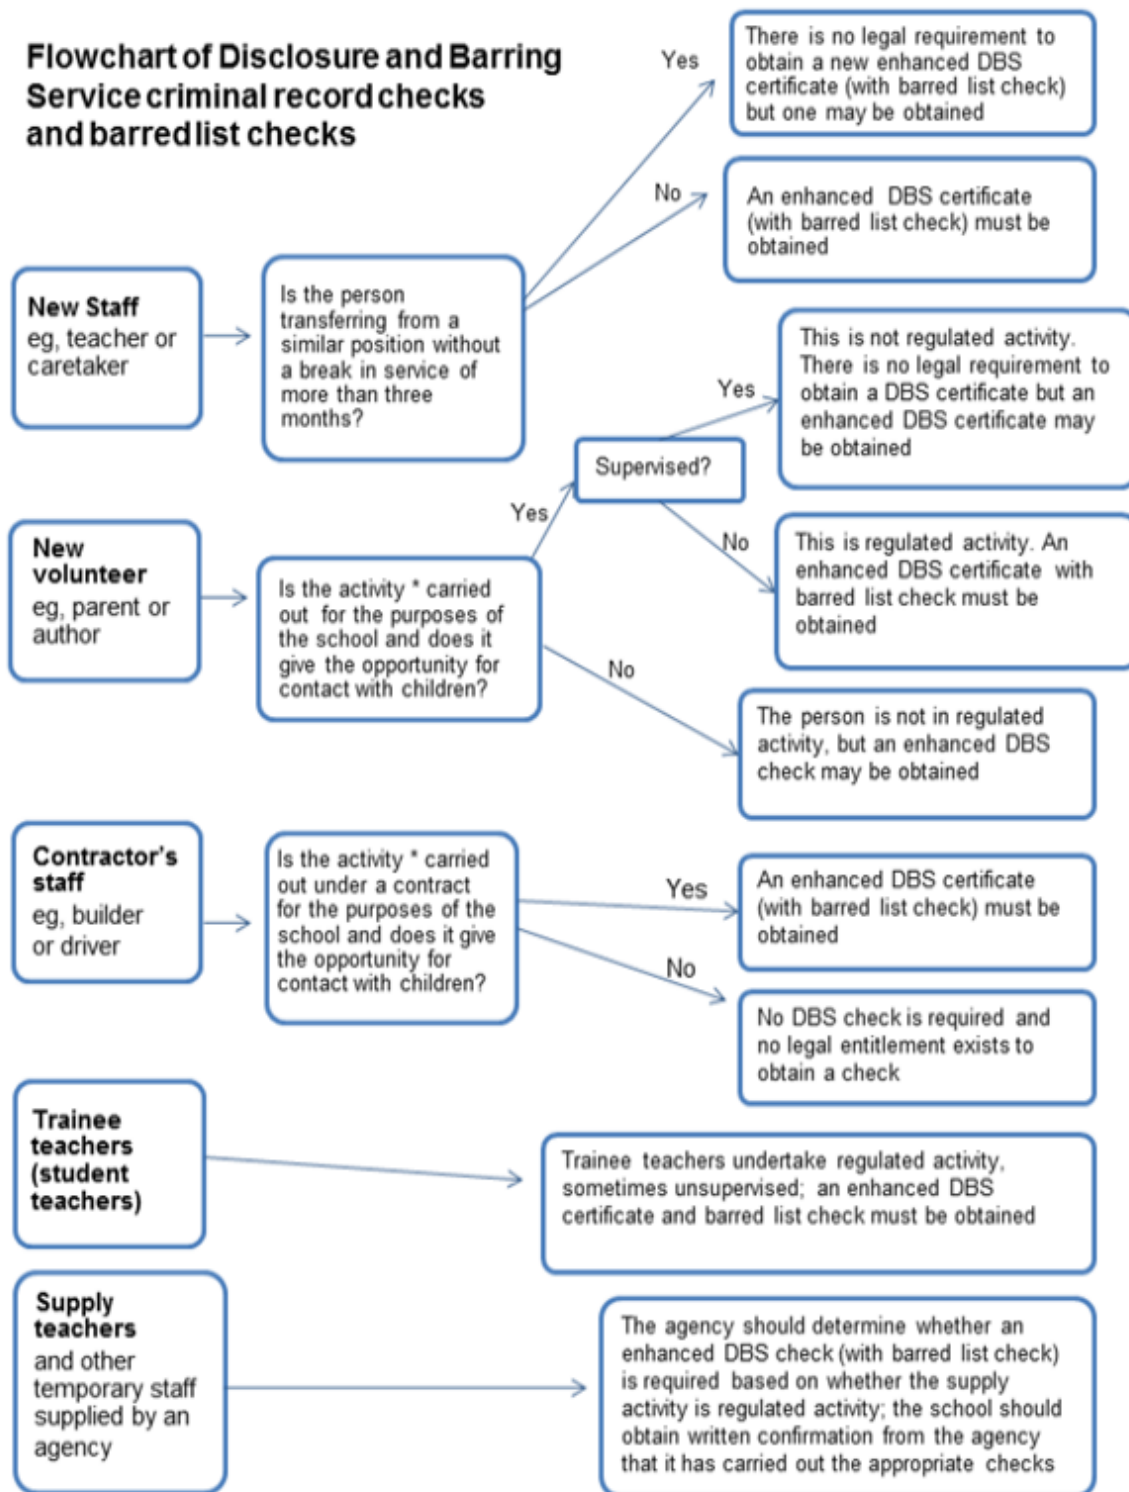 Flowchart of Disclosure and Barring
Service criminal record checks
and barred list checks
New Staff
eg, teacher or
caretaker
Is the person
transferring from a
similar position without
a break in service of
more than three
months?
Yes
There is no legal requirement to
obtain a new enhanced DBS
certificate (with barred list check)
but one may be obtained
No
An enhanced DBS certificate
(with barred list check) must be
obtained
New
volunteer
eg, parent or
author
Is the activity * carried
out for the purposes of
the school and does it
give the opportunity for
contact with children?
Yes
Supervised?
Yes
This is not regulated activity.
There is no legal requirement to
obtain a DBS certificate but an
enhanced DBS certificate may
be obtained
No
This is regulated activity. An
enhanced DBS certificate with
barred list check must be
obtained
No
The person is not in regulated
activity, but an enhanced DBS
check may be obtained
Contractor's
staff
eg, builder
or driver
Is the activity * carried
out under a contract
for the purposes of the
school and does it give
the opportunity for
contact with children?
Yes
An enhanced DBS certificate
(with barred list check) must be
obtained
No
No DBS check is required and
no legal entitlement exists to
obtain a check
Trainee
teachers
(student
teachers)
Trainee teachers undertake regulated activity,
sometimes unsupervised; an enhanced DBS
certificate and barred list check must be obtained
Supply
teachers
and other
temporary staff
supplied by an
agency
The agency should determine whether an
enhanced DBS check (with barred list check)
is required based on whether the supply
activity is regulated activity; the school should
obtain written confirmation from the agency
that it has carried out the appropriate checks